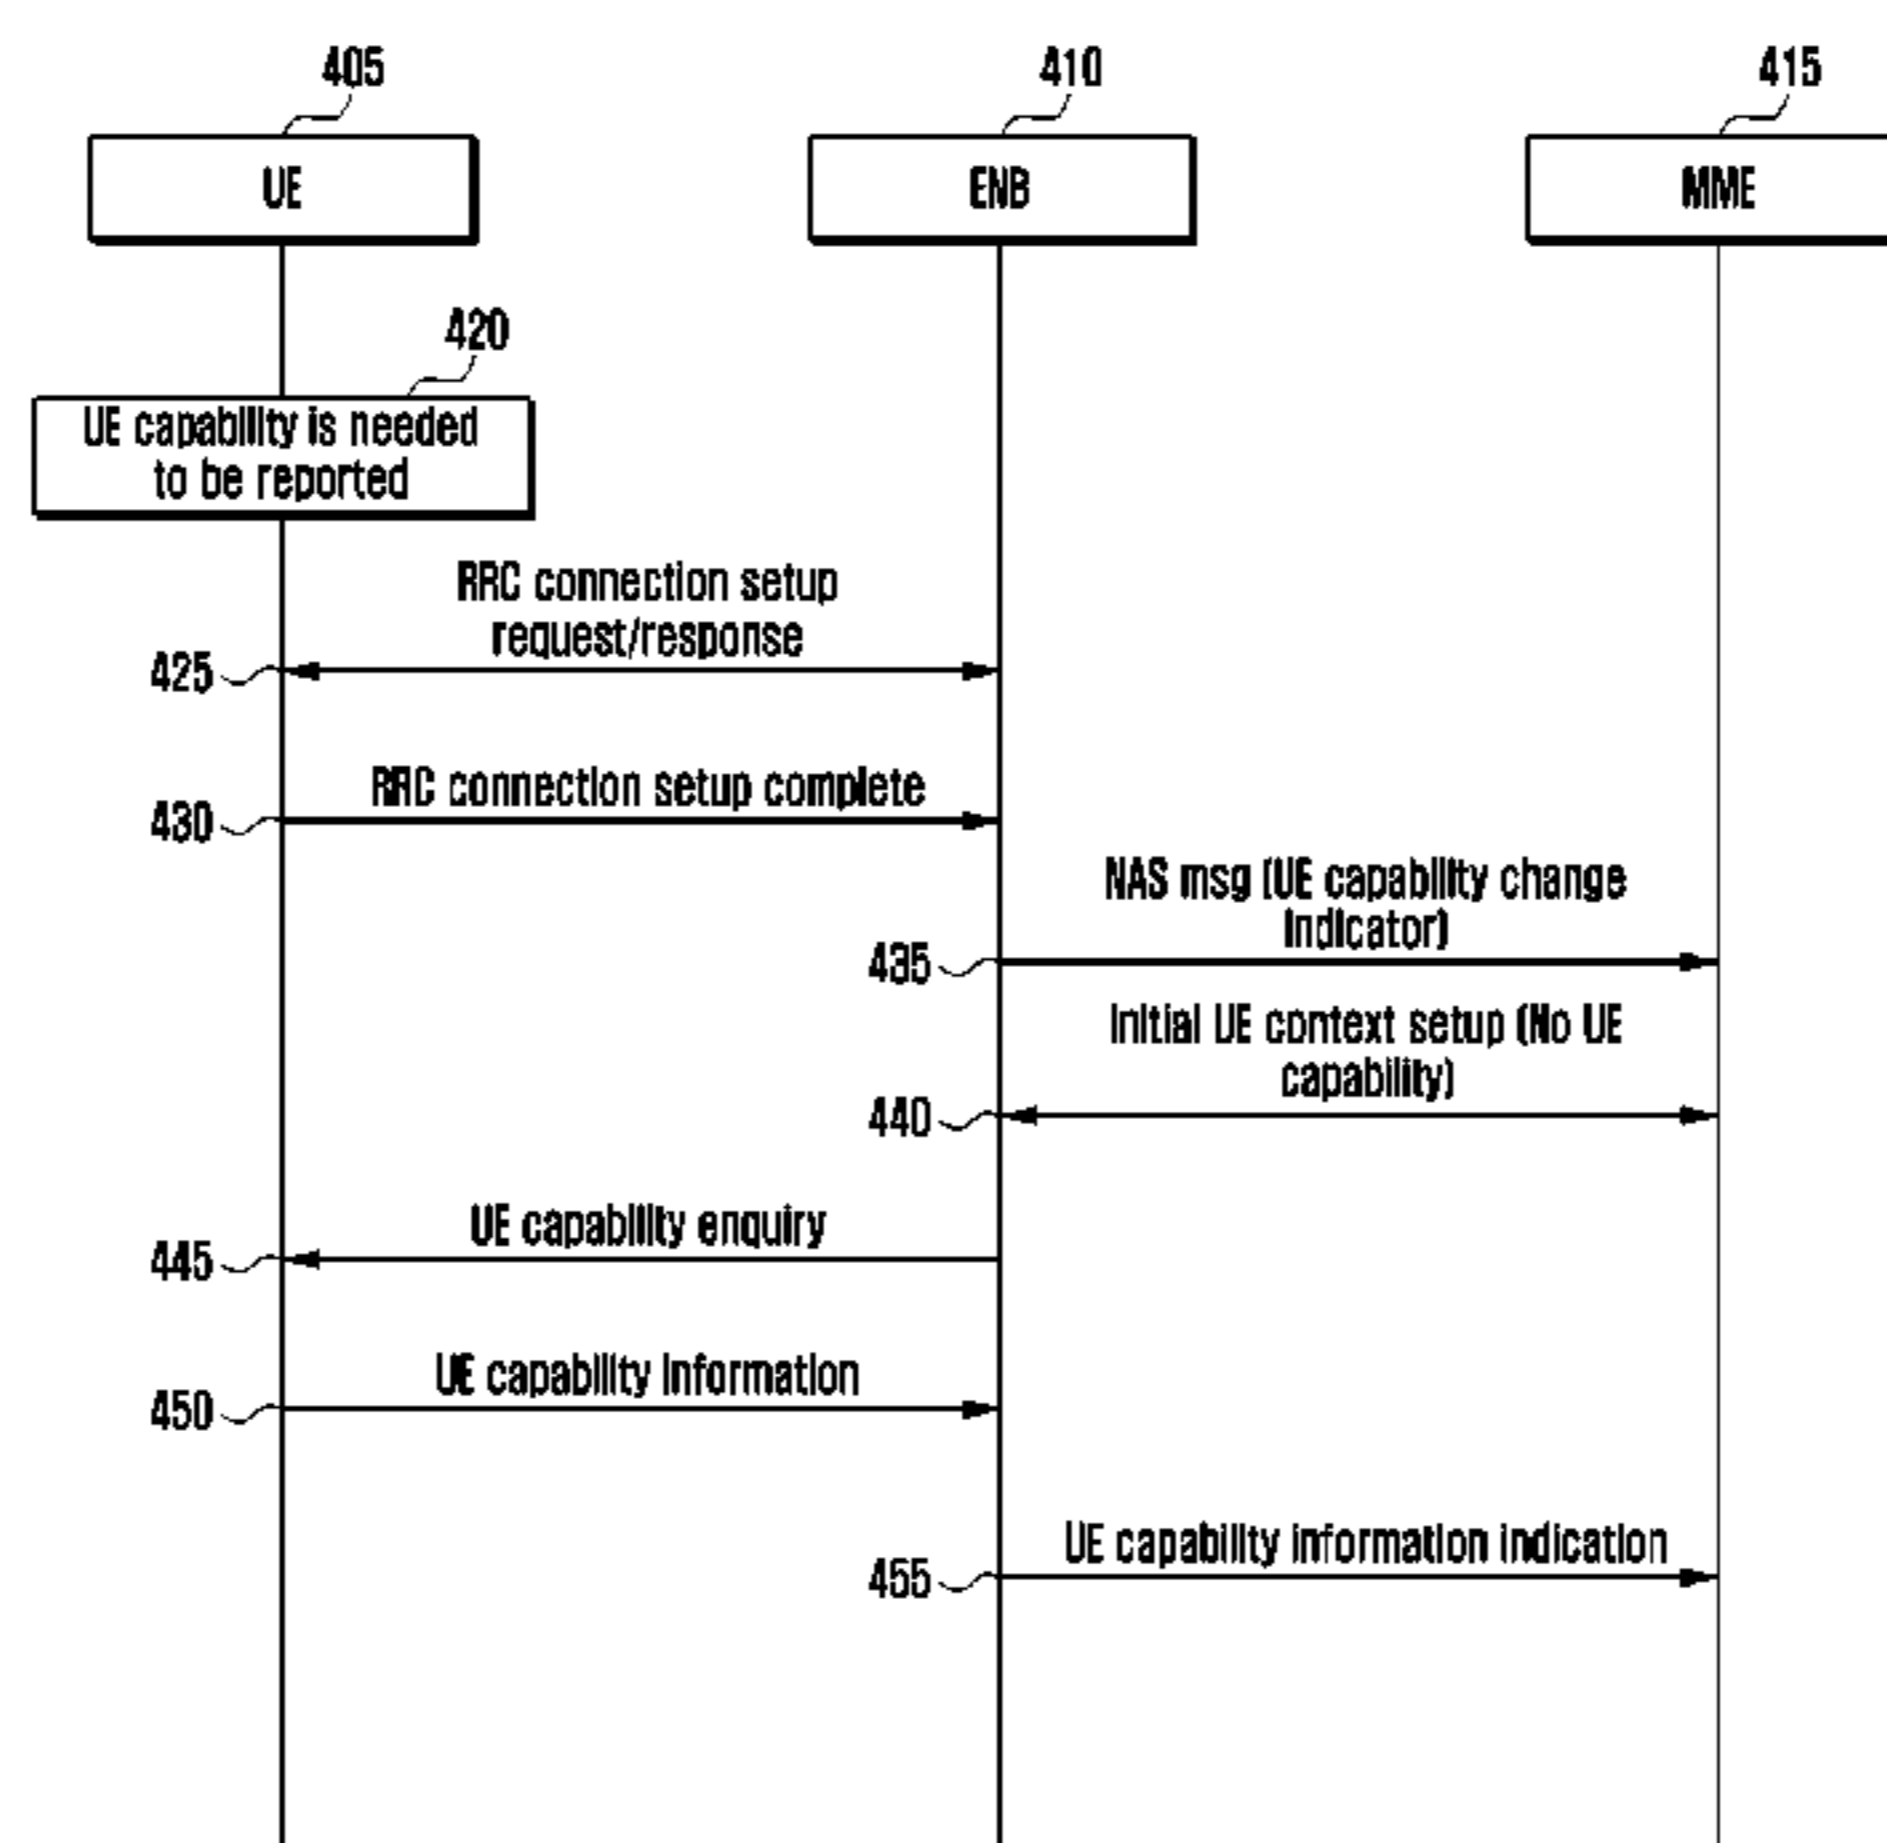 405
410
415
UE
ENB
MME
420
UE capability is needed
to be reported
RRC connection setup
request/response
425
RRC connection setup complete
430
NAS msg (UE capability change
indicator)
435
Initial UE context setup (No UE
capability)
440
UE capability enquiry
445
UE capability information
450
UE capability information indication
455